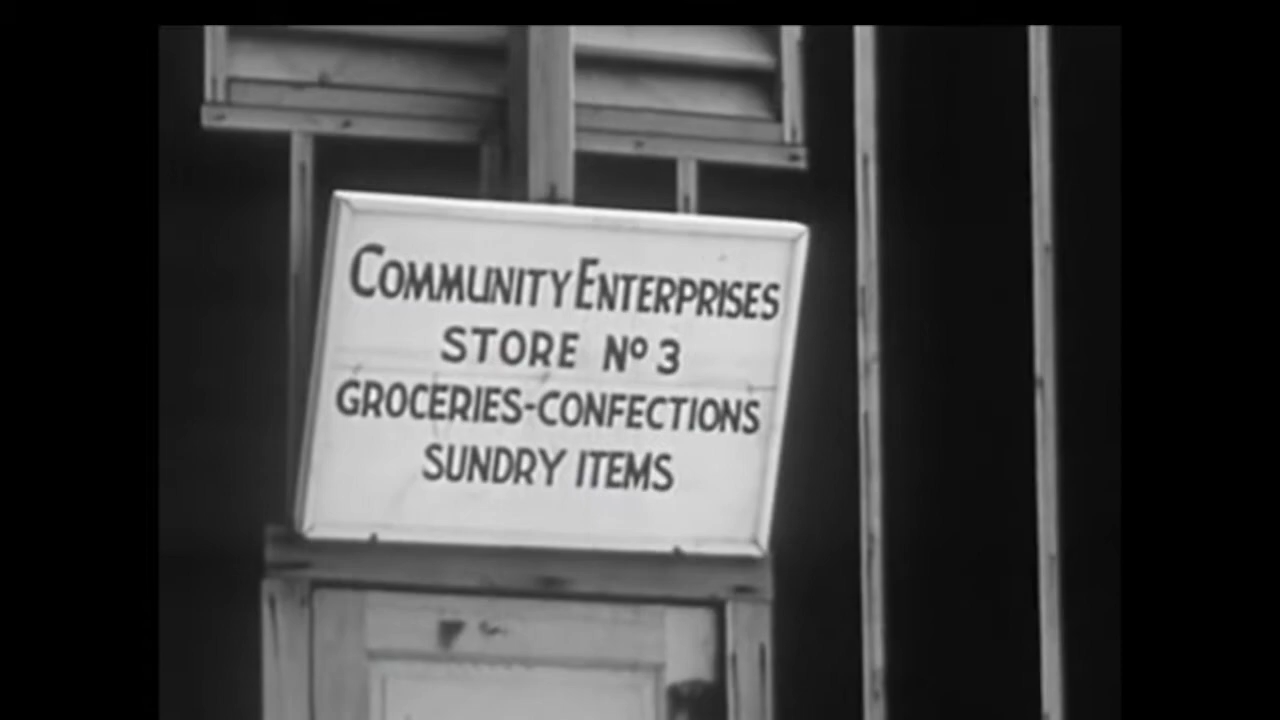 COMMUNITY ENTERPRISES
STORE Nº 3
GROCERIES-CONFECTIONS
SUNDRY ITEMS